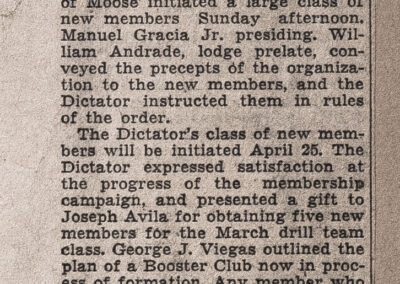 of Moose initiated a large class of
new members Sunday afternoon.
Manuel Gracia Jr. presiding. Wil-
liam Andrade, lodge prelate, con-
veyed the precepts of the organiza-
tion to the new members, and the
Dictator instructed them in rules
of the order.
The Dictator's class of new mem-
bers will be initiated April 25. The
Dictator expressed satisfaction at
the progress of the membership
campaign, and presented a gift to
Joseph Avila for obtaining five new
members for the March drill team
class. George J. Viegas outlined the
plan of a Booster Club now in proc-
ess of formation. Any member who